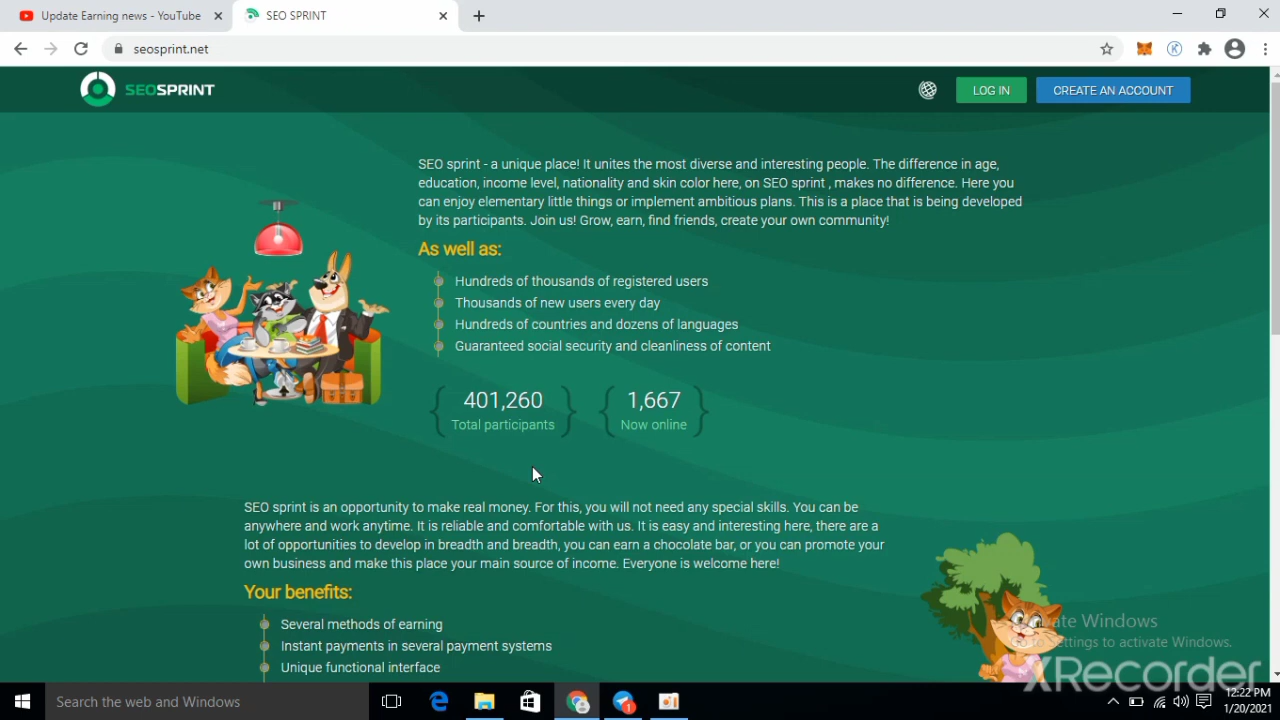 Update Earning news - YouTube
SEO SPRINT
seosprint.net
SEOSPRINT
LOG IN
CREATE AN ACCOUNT
SEO sprint - a unique place! It unites the most diverse and interesting people. The difference in age,
education, income level, nationality and skin color here, on SEO sprint , makes no difference. Here you
can enjoy elementary little things or implement ambitious plans. This is a place that is being developed
by its participants. Join us! Grow, earn, find friends, create your own community!
As well as:
Hundreds of thousands of registered users
Thousands of new users every day
Hundreds of countries and dozens of languages
Guaranteed social security and cleanliness of content
401,260
Total participants
1,667
Now online
SEO sprint is an opportunity to make real money. For this, you will not need any special skills. You can be
anywhere and work anytime. It is reliable and comfortable with us. It is easy and interesting here, there are a
lot of opportunities to develop in breadth and breadth, you can earn a chocolate bar, or you can promote your
own business and make this place your main source of income. Everyone is welcome here!
Your benefits:
Several methods of earning
Instant payments in several payment systems
Unique functional interface
Activate Windows
Go to Settings to activate Windows.
XRecorder
Search the web and Windows
1
12:22 PM
1/20/2021